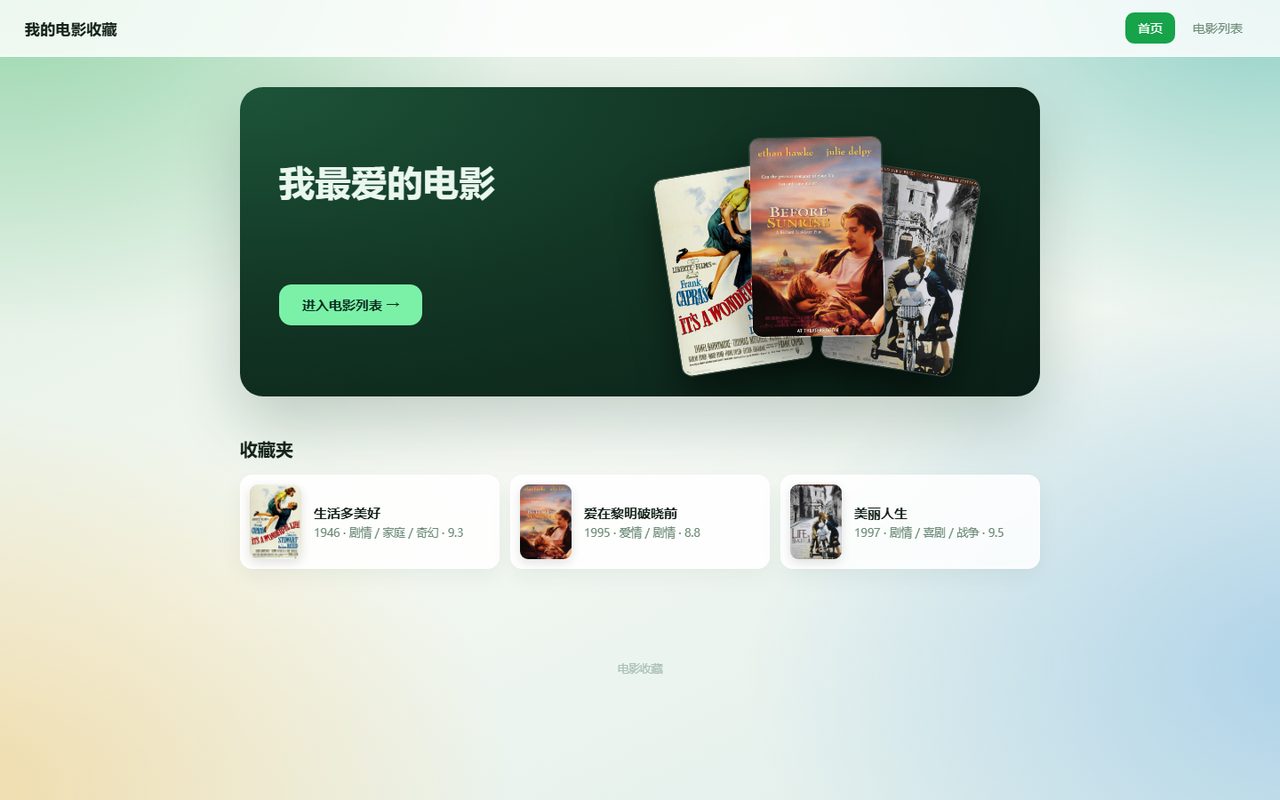 我的电影收藏
首页
电影列表
我最爱的电影
进入电影列表 →
ethan hawke julie delpy
BEFORE
SUNRISE
LIBERTY FILMS
Frank
CAPRA'S
IT'S A WONDER
收藏夹
生活多美好
1946 · 剧情 / 家庭 / 奇幻 · 9.3
爱在黎明破晓前
1995 · 爱情 / 剧情 · 8.8
美丽人生
1997 · 剧情 / 喜剧 / 战争 · 9.5
电影收藏